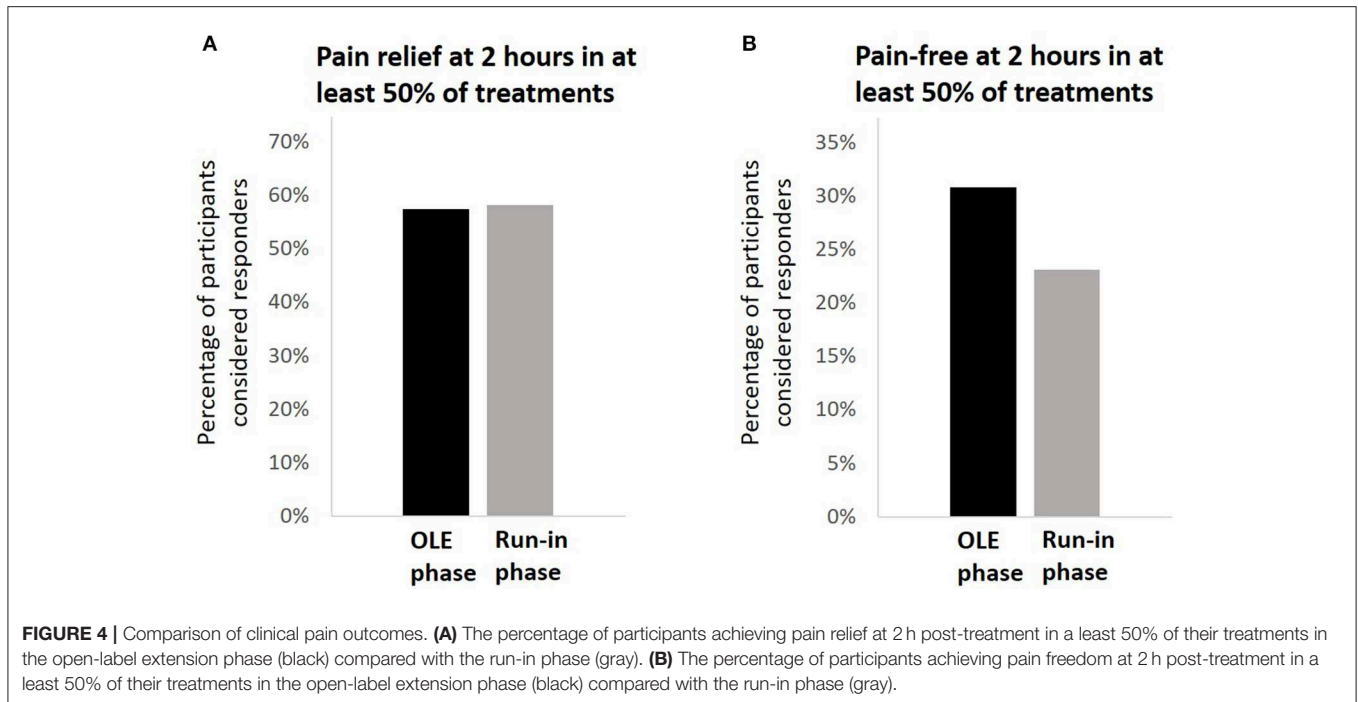 A
Pain relief at 2 hours in at
least 50% of treatments
Percentage of participants
considered responders
70%
60%
50%
40%
30%
20%
10%
0%
OLE
phase
Run-in
phase
B
Pain-free at 2 hours in at
least 50% of treatments
Percentage of participants
considered responders
35%
30%
25%
20%
15%
10%
5%
0%
OLE
phase
Run-in
phase
FIGURE 4 | Comparison of clinical pain outcomes. (A) The percentage of participants achieving pain relief at 2 h post-treatment in a least 50% of their treatments in
the open-label extension phase (black) compared with the run-in phase (gray). (B) The percentage of participants achieving pain freedom at 2 h post-treatment in a
least 50% of their treatments in the open-label extension phase (black) compared with the run-in phase (gray).